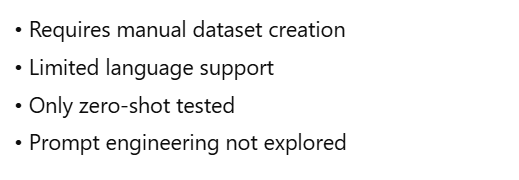 • Requires manual dataset creation
• Limited language support
• Only zero-shot tested
• Prompt engineering not explored